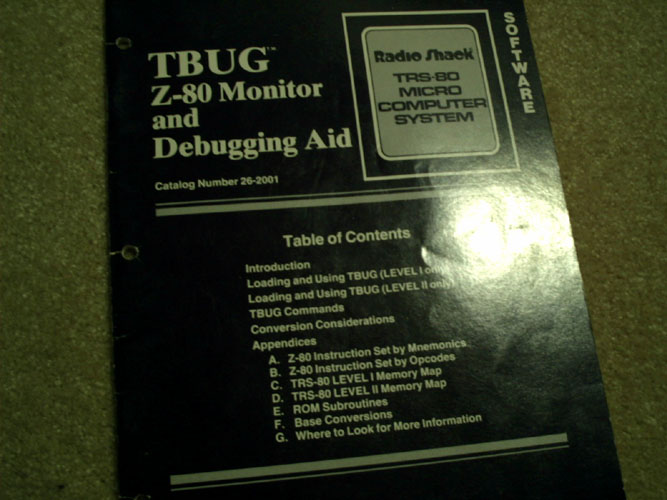 TBUG™
Z-80 Monitor
and
Debugging Aid
Catalog Number 26-2001
Radio Shack
TRS-80
MICRO
COMPUTER
SYSTEM
SOFTWARE
Table of Contents
Introduction
Loading and Using TBUG (LEVEL I only)
Loading and Using TBUG (LEVEL II only)
TBUG Commands
Conversion Considerations
Appendices
A. Z-80 Instruction Set by Mnemonics
B. Z-80 Instruction Set by Opcodes
C. TRS-80 LEVEL I Memory Map
D. TRS-80 LEVEL II Memory Map
E. ROM Subroutines
F. Base Conversions
G. Where to Look for More Information